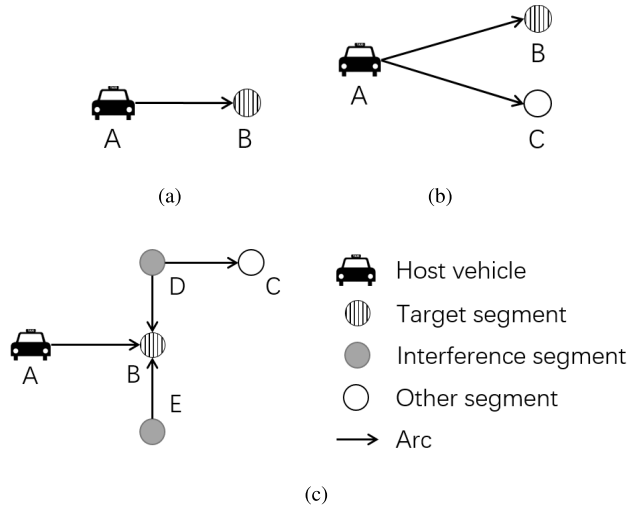 A
B
(a)
A
B
C
(b)
D
C
A
B
E
Host vehicle
Target segment
Interference segment
Other segment
Arc
(c)